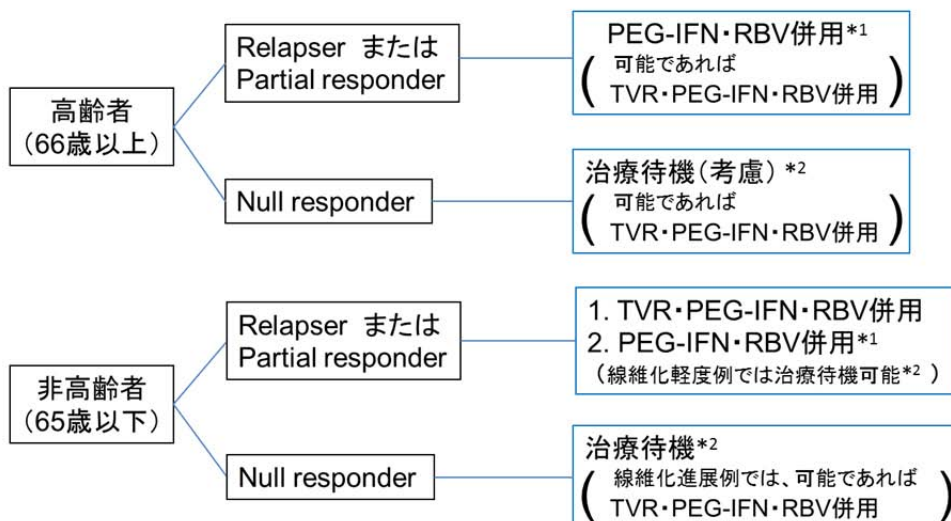 高齢者
（66歳以上）
Relapser または
Partial responder
PEG-IFN・RBV併用*1
( 可能であれば
TVR・PEG-IFN・RBV併用 )
Null responder
治療待機（考慮）*2
( 可能であれば
TVR・PEG-IFN・RBV併用 )
非高齢者
（65歳以下）
Relapser または
Partial responder
1. TVR・PEG-IFN・RBV併用
2. PEG-IFN・RBV併用*1
（線維化軽度例では治療待機可能*2 ）
Null responder
治療待機*2
( 線維化進展例では、可能であれば
TVR・PEG-IFN・RBV併用 )